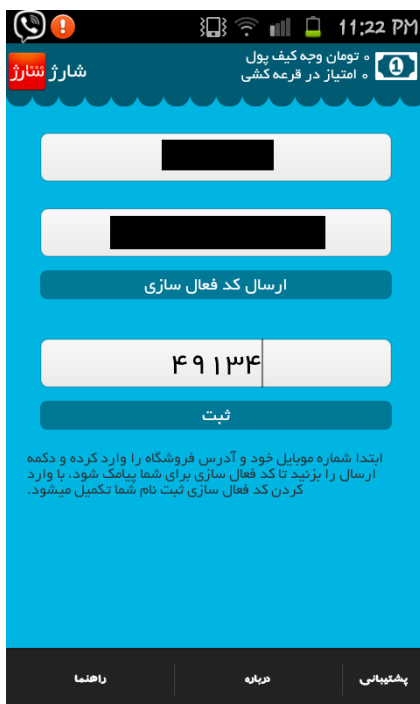 11:22 PM
۰ تومان وجه کیف پول
۰ امتیاز در قرعه کشی
1
شارژ شارژ
ارسال کد فعال سازی
۴۹۱۳۴
ثبت
ابتدا شماره موبایل خود و آدرس فروشگاه را وارد کرده و دکمه
ارسال را بزنید تا کد فعال سازی برای شما پیامک شود، با وارد
کردن کد فعال سازی ثبت نام شما تکمیل میشود.
پشتیبانی
درباره
راهنما